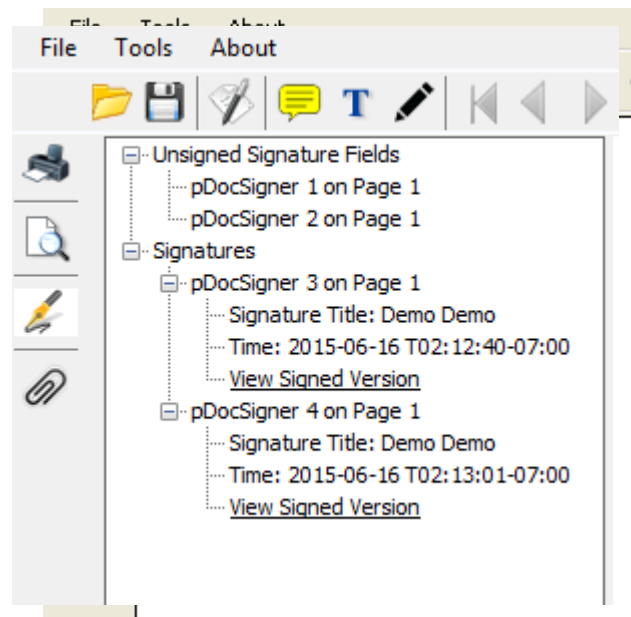 File Tools About
File Tools About
T
Unsigned Signature Fields
pDocSigner 1 on Page 1
pDocSigner 2 on Page 1
Signatures
pDocSigner 3 on Page 1
Signature Title: Demo Demo
Time: 2015-06-16 T02:12:40-07:00
View Signed Version
pDocSigner 4 on Page 1
Signature Title: Demo Demo
Time: 2015-06-16 T02:13:01-07:00
View Signed Version